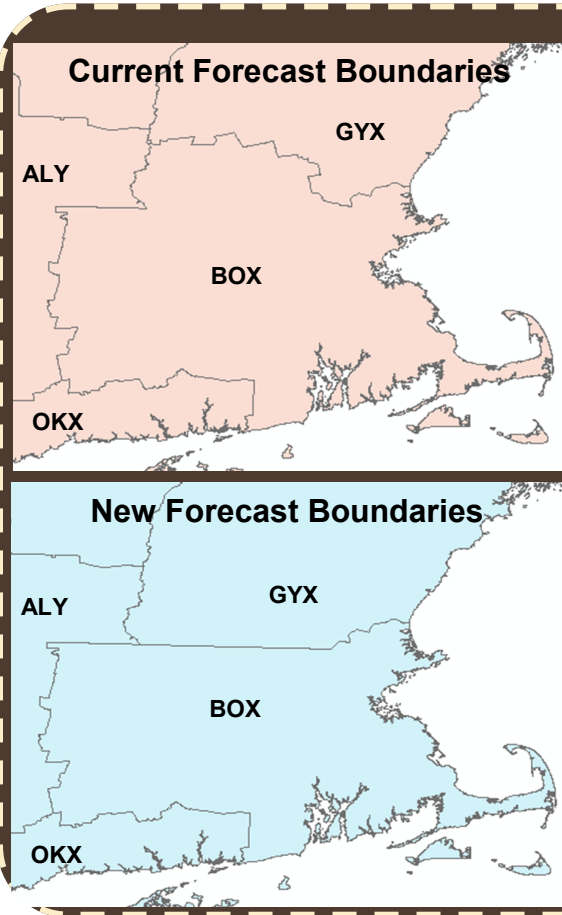 Current Forecast Boundaries
GYX
ALY
BOX
OKX
New Forecast Boundaries
GYX
ALY
BOX
OKX